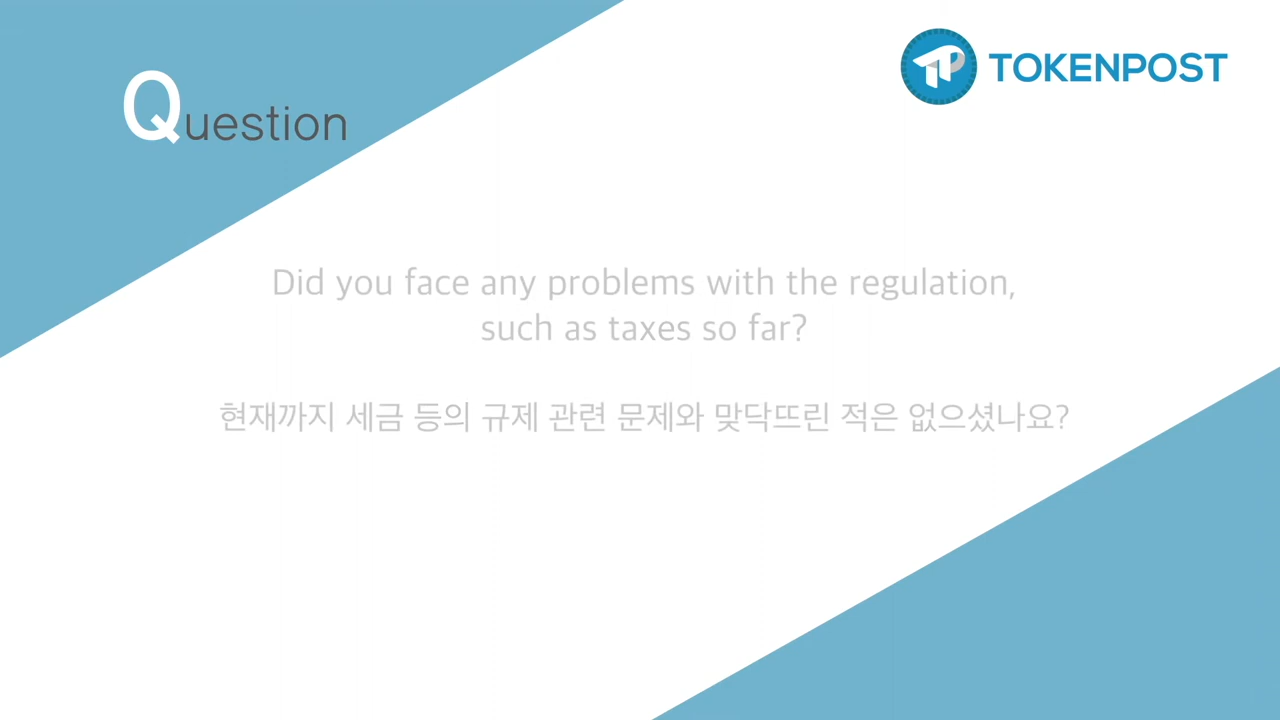 Question
TOKENPOST
Did you face any problems with the regulation,
such as taxes so far?
현재까지 세금 등의 규제 관련 문제와 맞닥뜨린 적은 없으셨나요?